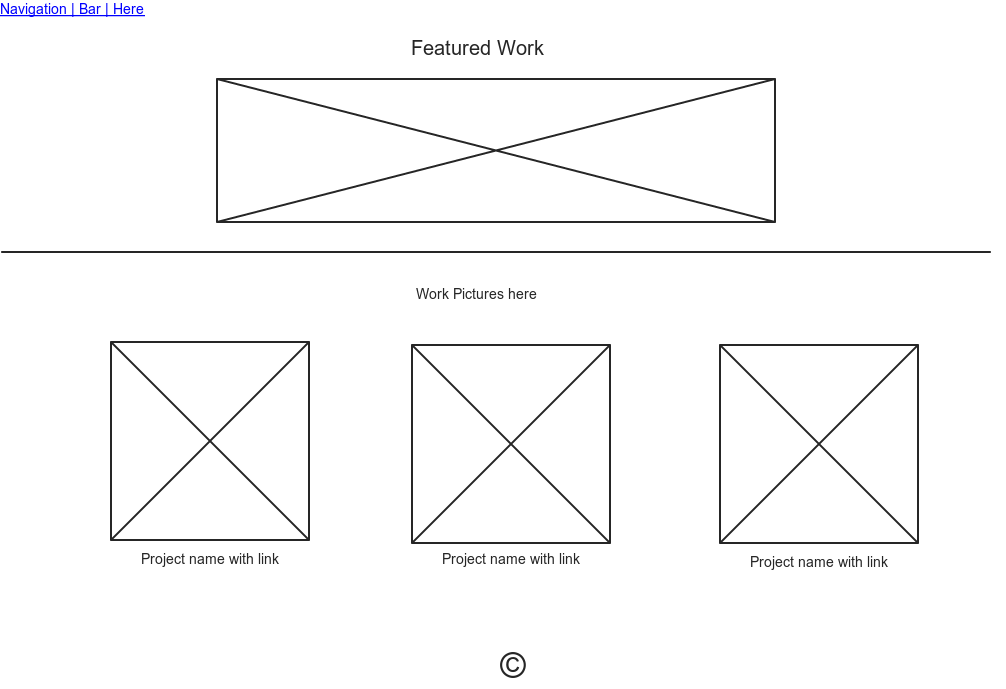 Navigation | Bar | Here
Featured Work
Work Pictures here
Project name with link
Project name with link
Project name with link
©